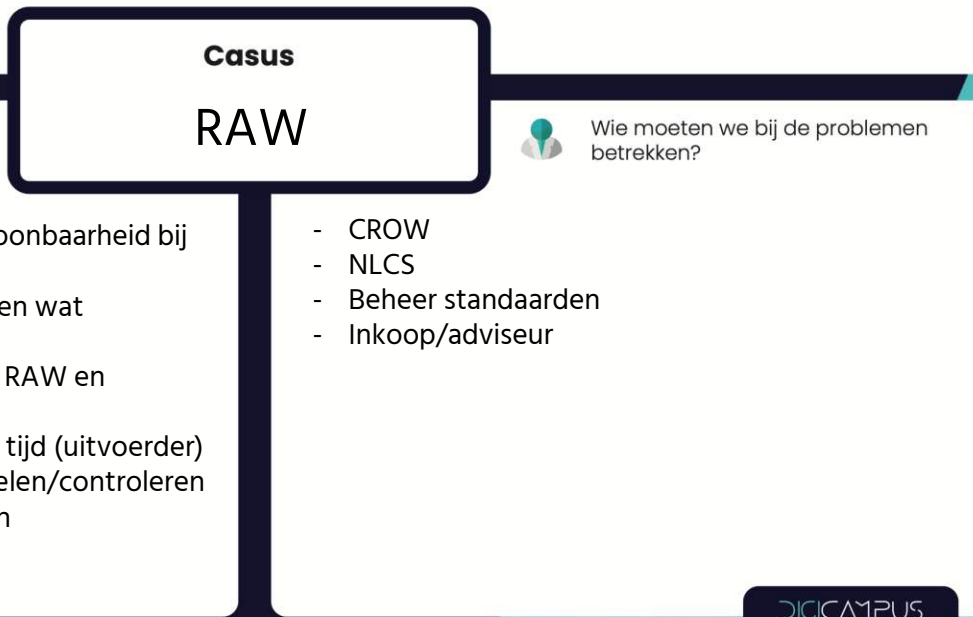 Casus
RAW
Wie moeten we bij de problemen
betrekken?
bij
en wat
RAW en
tijd (uitvoerder)
elen/controleren
- CROW
- NLCS
- Beheer standaarden
- Inkoop/adviseur
DIGICAMPUS